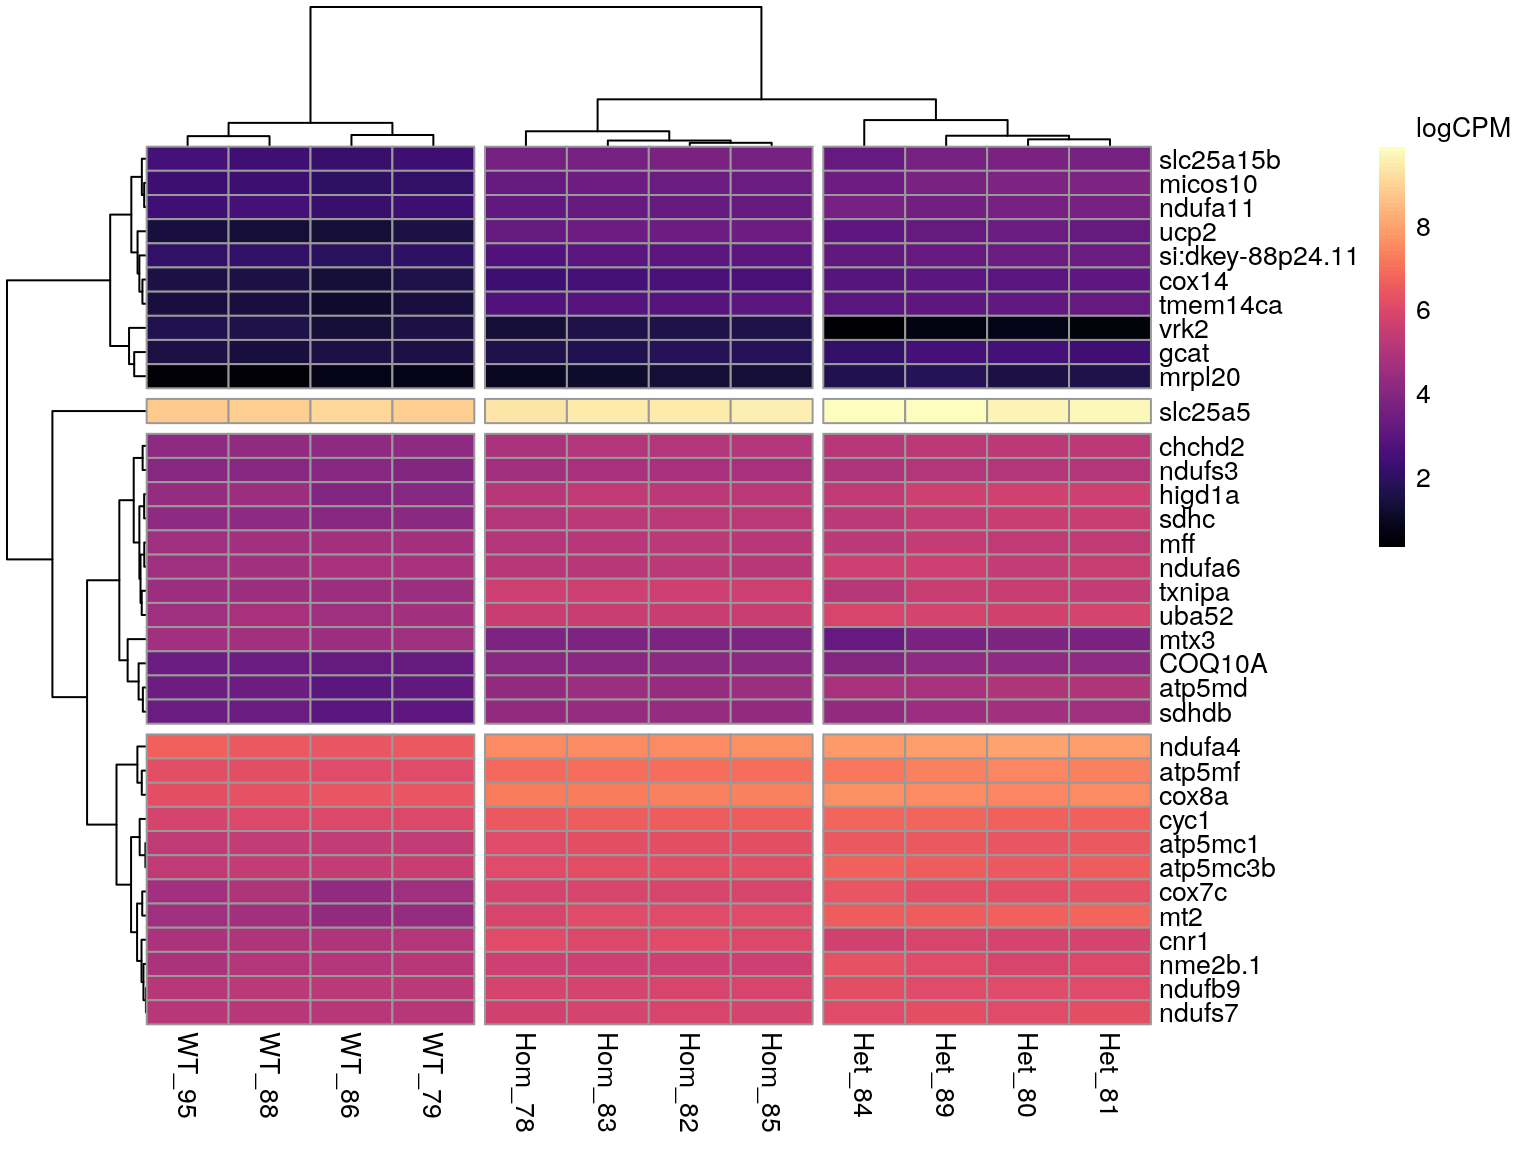 logCPM
8
6
4
2
slc25a15b
micos10
ndufa11
ucp2
si:dkey-88p24.11
cox14
tmem14ca
vrk2
gcat
mrpl20
slc25a5
chchd2
ndufs3
higd1a
sdhc
mff
ndufa6
txnipa
uba52
mtx3
COQ10A
atp5md
sdhdb
ndufa4
atp5mf
cox8a
cyc1
atp5mc1
atp5mc3b
cox7c
mt2
cnr1
nme2b.1
ndufb9
ndufs7
WT_95
WT_88
WT_86
WT_79
Hom_78
Hom_83
Hom_82
Hom_85
Het_84
Het_89
Het_80
Het_81